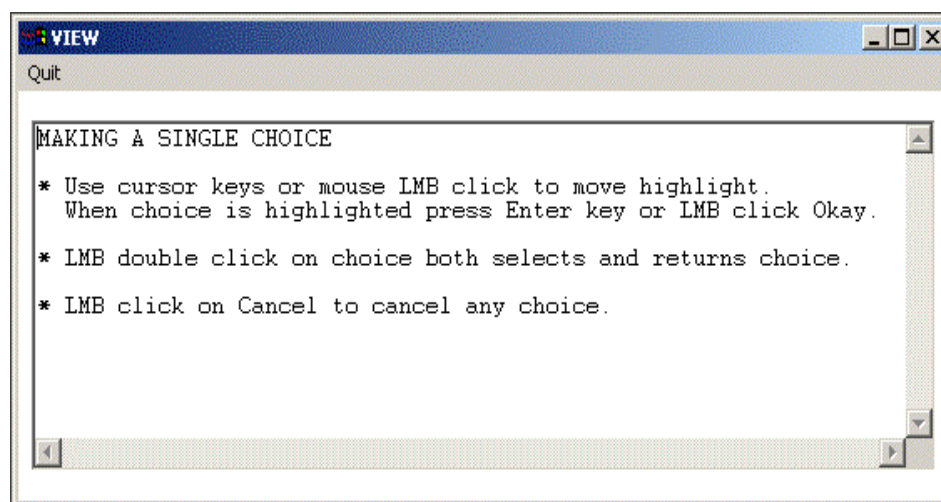 VIEW
Quit
MAKING A SINGLE CHOICE
* Use cursor keys or mouse LMB click to move highlight.
When choice is highlighted press Enter key or LMB click Okay.
* LMB double click on choice both selects and returns choice.
* LMB click on Cancel to cancel any choice.